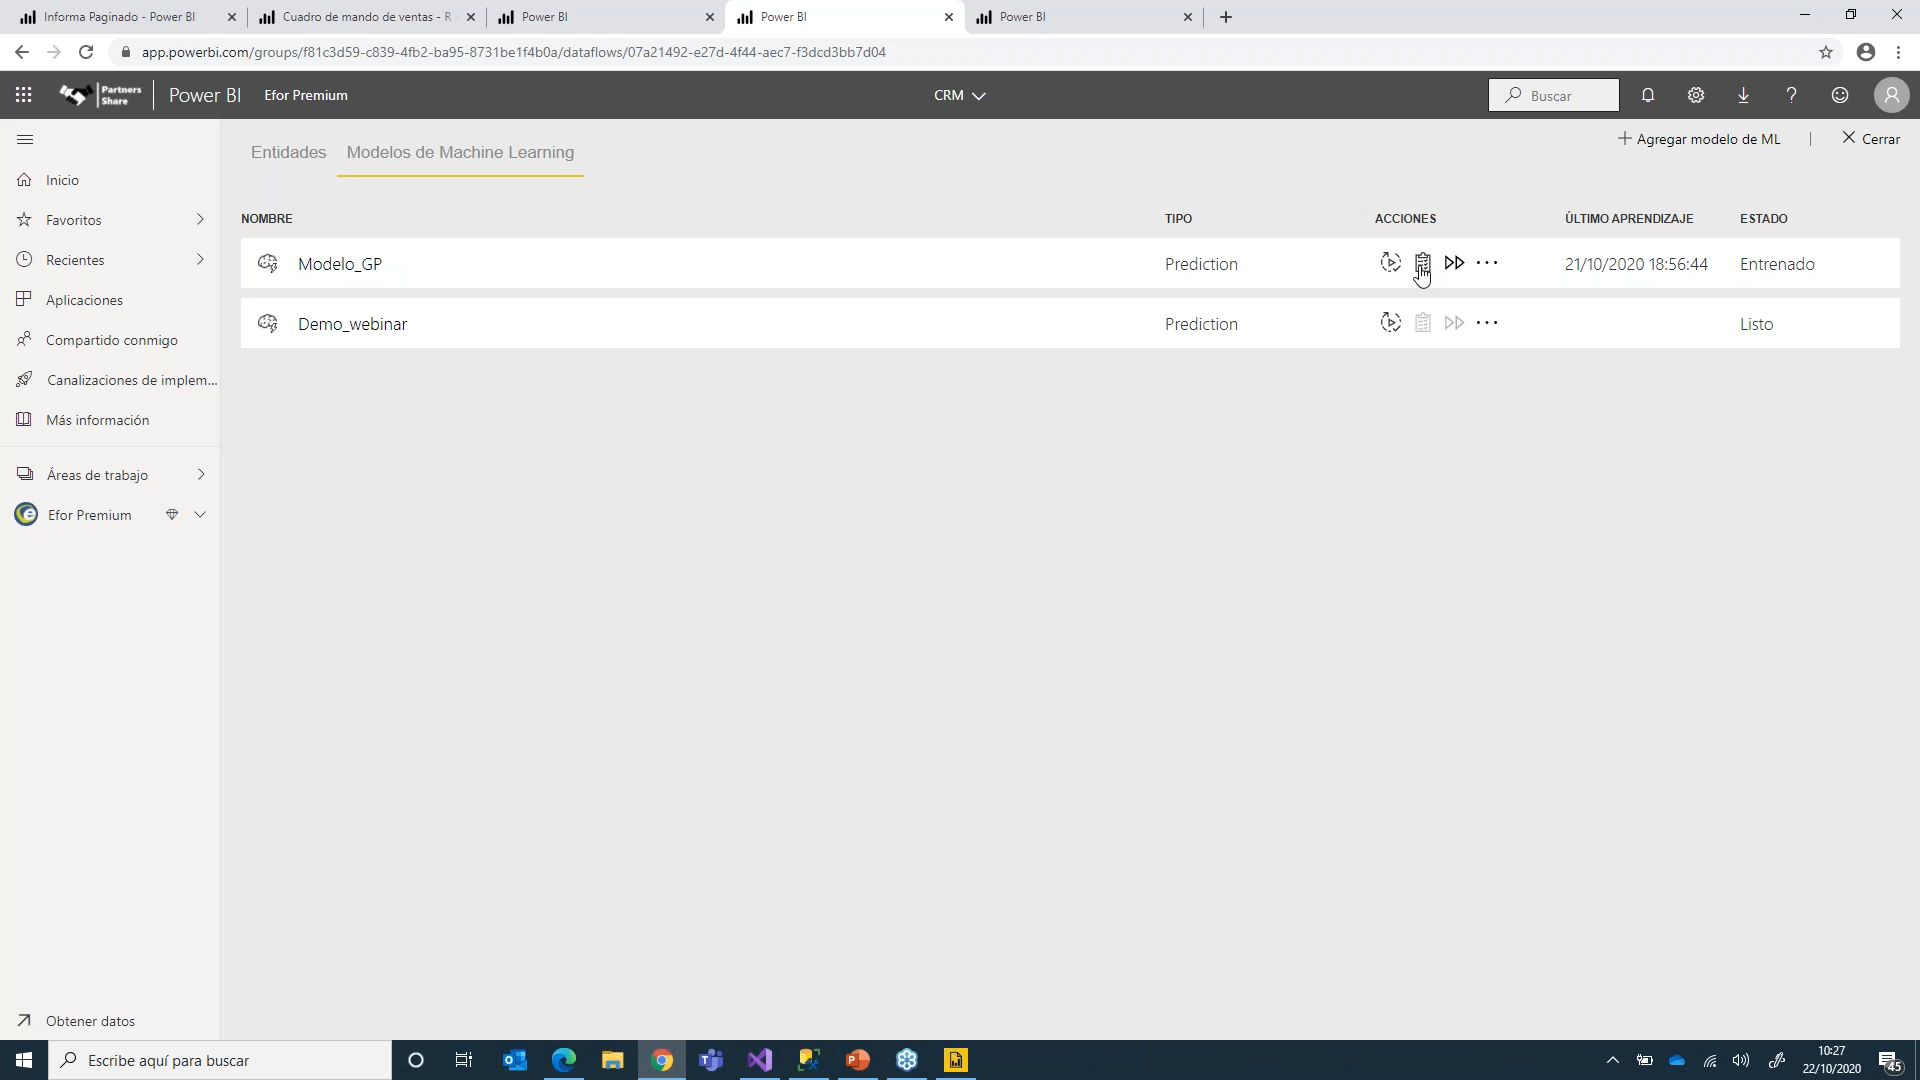 Informa Paginado - Power BI
Cuadro de mando de ventas - R
Power BI
Power BI
Power BI
app.powerbi.com/groups/f81c3d59-c839-4fb2-ba95-8731be1f4b0a/dataflows/07a21492-e27d-4f44-aec7-f3dcd3bb7d04
Partners
Share
Power BI
Efor Premium
CRM
Buscar
Entidades
Modelos de Machine Learning
Agregar modelo de ML
Cerrar
Inicio
Favoritos
Recientes
Aplicaciones
Compartido conmigo
Canalizaciones de implem...
Más información
Áreas de trabajo
Efor Premium
Obtener datos
NOMBRE TIPO ACCIONES ÚLTIMO APRENDIZAJE ESTADO
Modelo_GP Prediction 21/10/2020 18:56:44 Entrenado
Demo_webinar Prediction Listo
Escribe aquí para buscar
10:27
22/10/2020
45